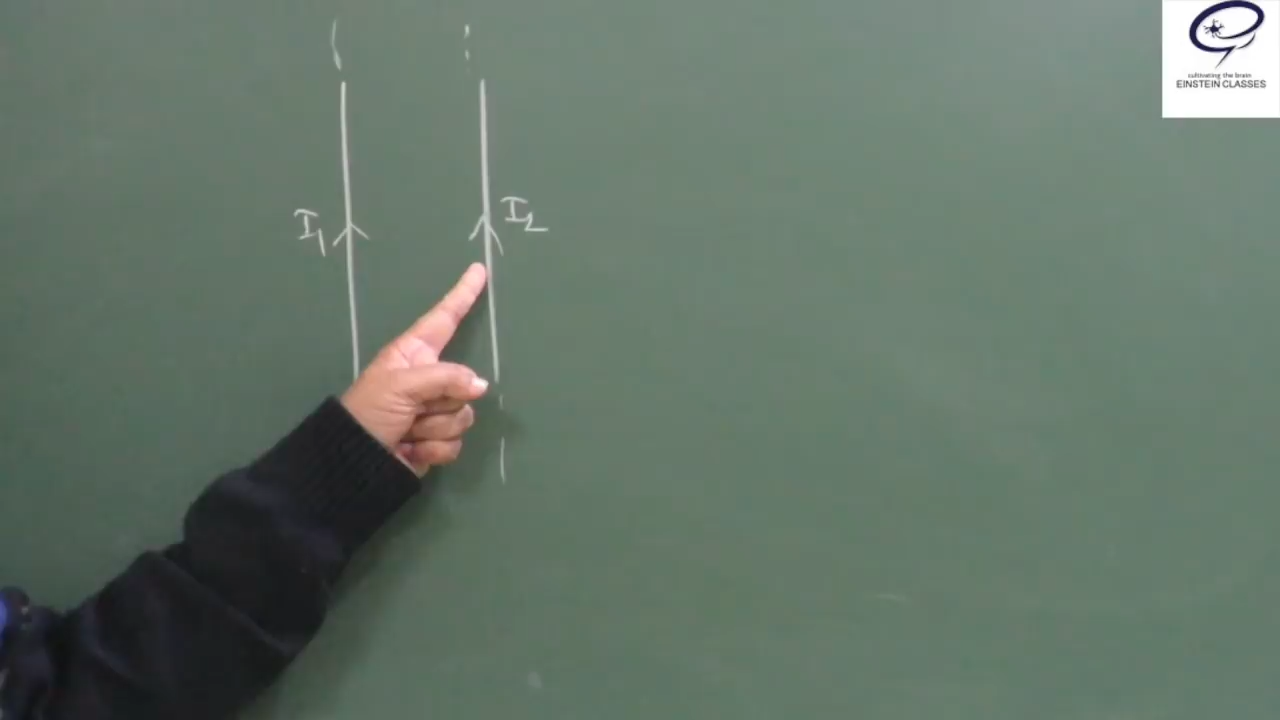 cultivating the brain
EINSTEIN CLASSES
I₁
I₂